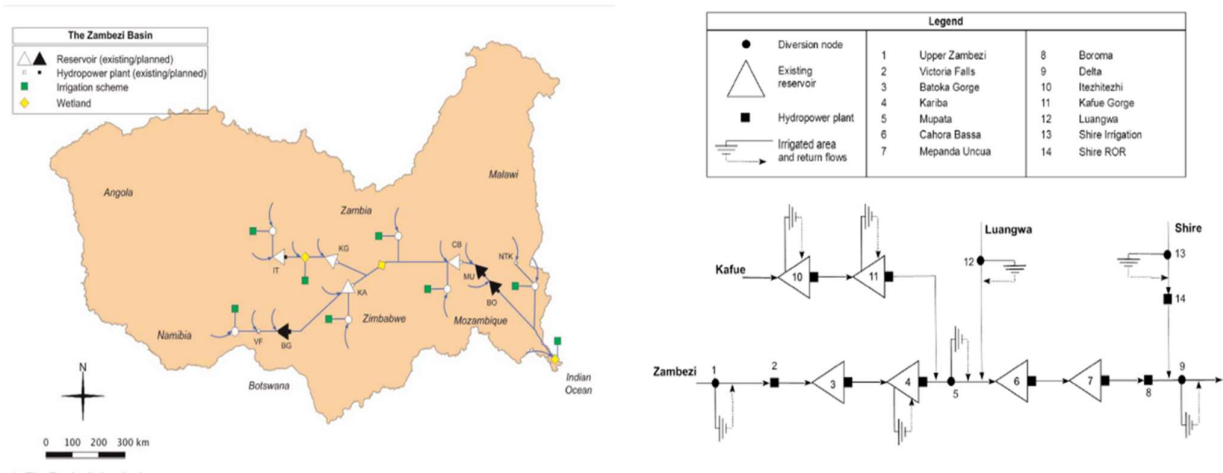 The Zambezi Basin
Reservoir (existing/planned)
Hydropower plant (existing/planned)
Irrigation scheme
Wetland
Angola
Zambia
Malawi
KG
CB
NTK
IT
MU
KA
BO
Namibia
VF
BG
Zimbabwe
Mozambique
Botswana
Indian
Ocean
N
0 100 200 300 km
Legend
Diversion node
Existing
reservoir
Hydropower plant
Irrigated area
and return flows
1 Upper Zambezi
2 Victoria Falls
3 Batoka Gorge
4 Kariba
5 Mupata
6 Cahora Bassa
7 Mepanda Uncua
8 Boroma
9 Delta
10 Itezhitezhi
11 Kafue Gorge
12 Luangwa
13 Shire Irrigation
14 Shire ROR
Luangwa
Shire
Kafue
10
11
12
13
14
Zambezi
1
2
3
4
5
6
7
8
9